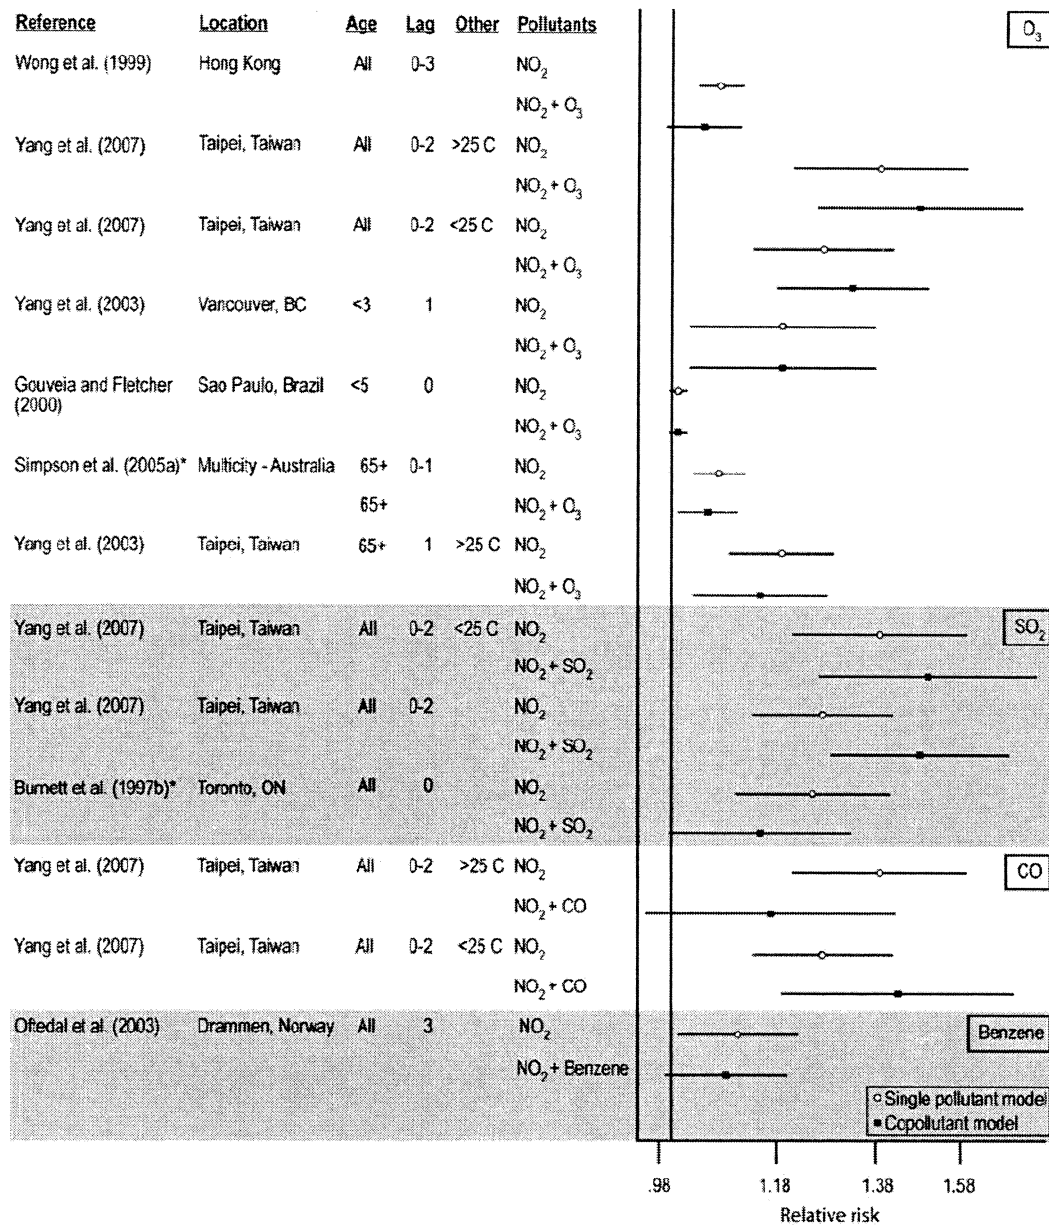 Reference Location Age Lag Other Pollutants O3
Wong et al. (1999) Hong Kong All 0-3 NO2
NO2 + O3
Yang et al. (2007) Taipei, Taiwan All 0-2 >25 C NO2
NO2 + O3
Yang et al. (2007) Taipei, Taiwan All 0-2 <25 C NO2
NO2 + O3
Yang et al. (2003) Vancouver, BC <3 1 NO2
NO2 + O3
Gouveia and Fletcher Sao Paulo, Brazil <5 0 NO2
(2000)
NO2 + O3
Simpson et al. (2005a)* Multicity - Australia 65+ 0-1 NO2
65+ NO2 + O3
Yang et al. (2003) Taipei, Taiwan 65+ 1 >25 C NO2
NO2 + O3
Yang et al. (2007) Taipei, Taiwan All 0-2 <25 C NO2 SO2
NO2 + SO2
Yang et al. (2007) Taipei, Taiwan All 0-2 NO2
NO2 + SO2
Burnett et al. (1997b)* Toronto, ON All 0 NO2
NO2 + SO2
Yang et al. (2007) Taipei, Taiwan All 0-2 >25 C NO2 CO
NO2 + CO
Yang et al. (2007) Taipei, Taiwan All 0-2 <25 C NO2
NO2 + CO
Oftedal et al. (2003) Drammen, Norway All 3 NO2 Benzene
NO2 + Benzene
Single pollutant model
Copollutant model
.98 1.18 1.38 1.58
Relative risk